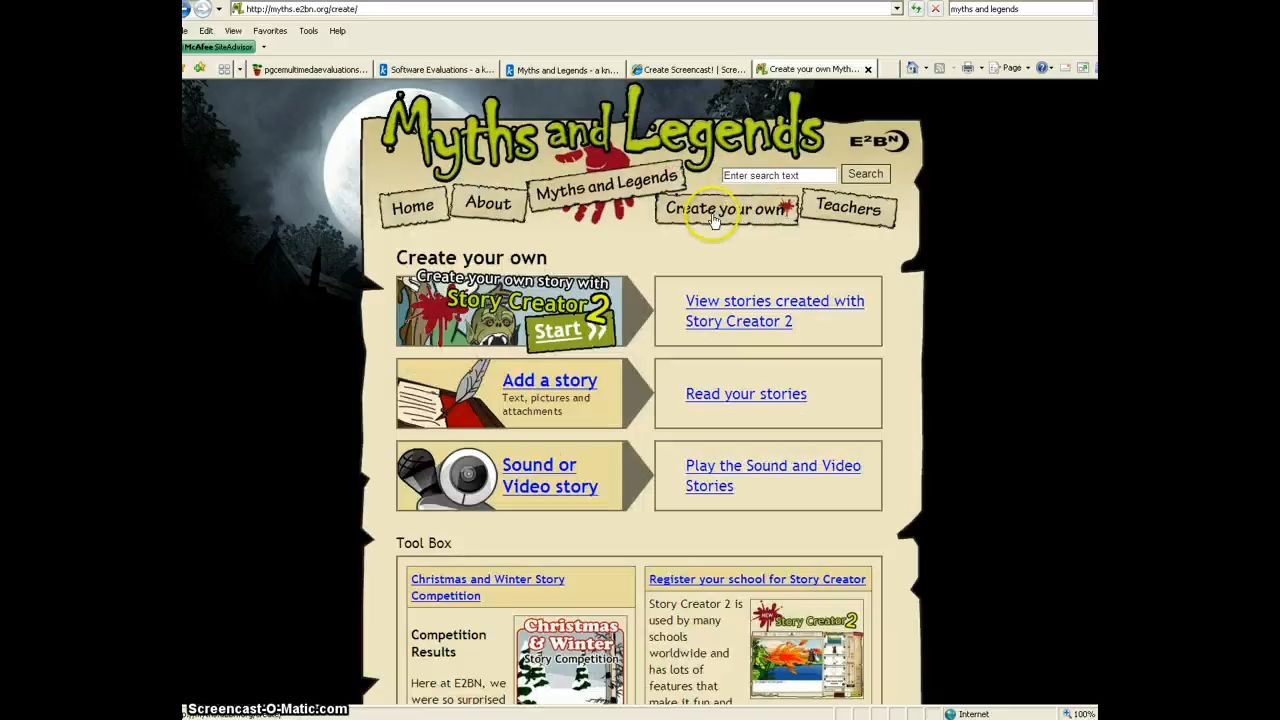 http://myths.e2bn.org/create/
myths and legends
Edit View Favorites Tools Help
McAfee SiteAdvisor
pgcemultimedaevaluations...
Software Evaluations - a k...
Myths and Legends - a kn...
Create Screencast! | Scre...
Create your own Myth...
Page
Myths and Legends
E2BN
Enter search text
Search
Home
About
Myths and Legends
Create your own
Teachers
Create your own
Create your own story with
Story Creator 2
Start >>
View stories created with
Story Creator 2
Add a story
Text, pictures and
attachments
Read your stories
Sound or
Video story
Play the Sound and Video
Stories
Tool Box
Christmas and Winter Story
Competition
Competition
Results
Here at E2BN, we
were so surprised
Christmas
& Winter
Story Competition
Register your school for Story Creator
Story Creator 2 is
used by many
schools
worldwide and
has lots of
features that
make it fun and
Story Creator 2
Screencast-O-Matic.com
Internet
100%